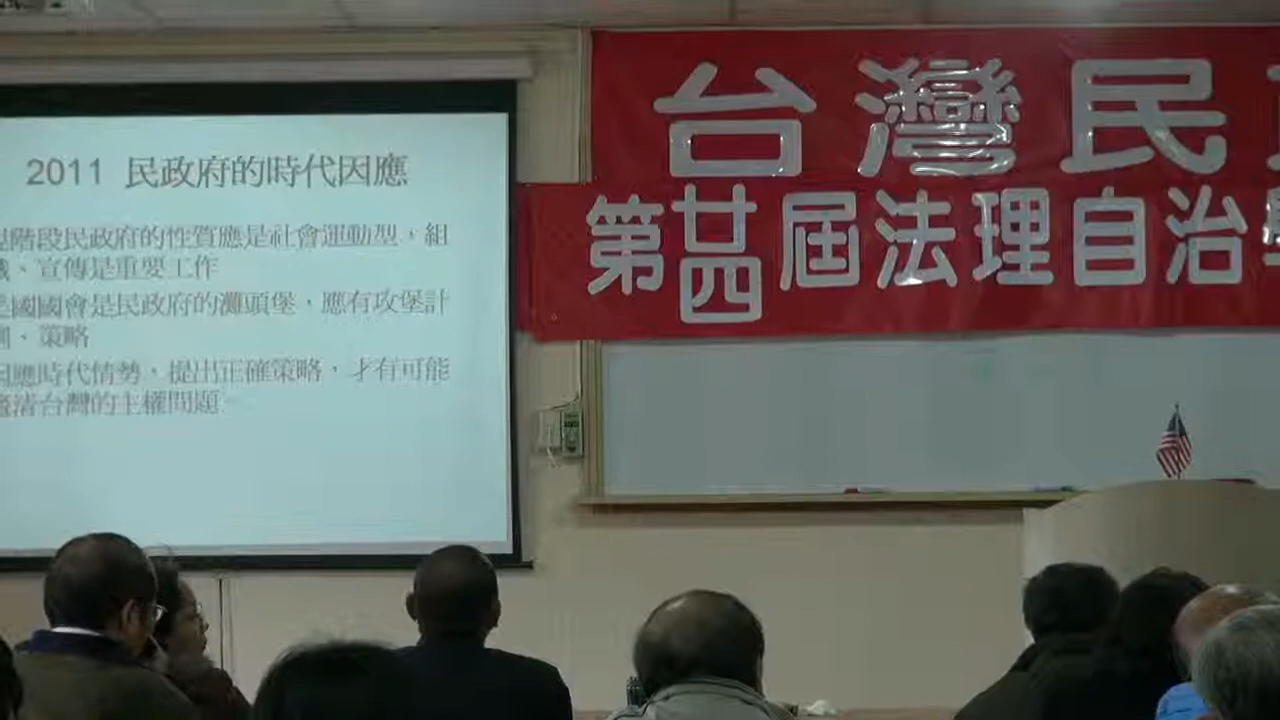 2011 民政府的時代因應
階段民政府的性質應是社會運動型，組
、宣傳是重要工作
國國會是民政府的灘頭堡，應有攻堡計
、策略
應時代情勢，提出正確策略，才有可能
清台灣的主權問題
台灣民
第廿四屆法理自治